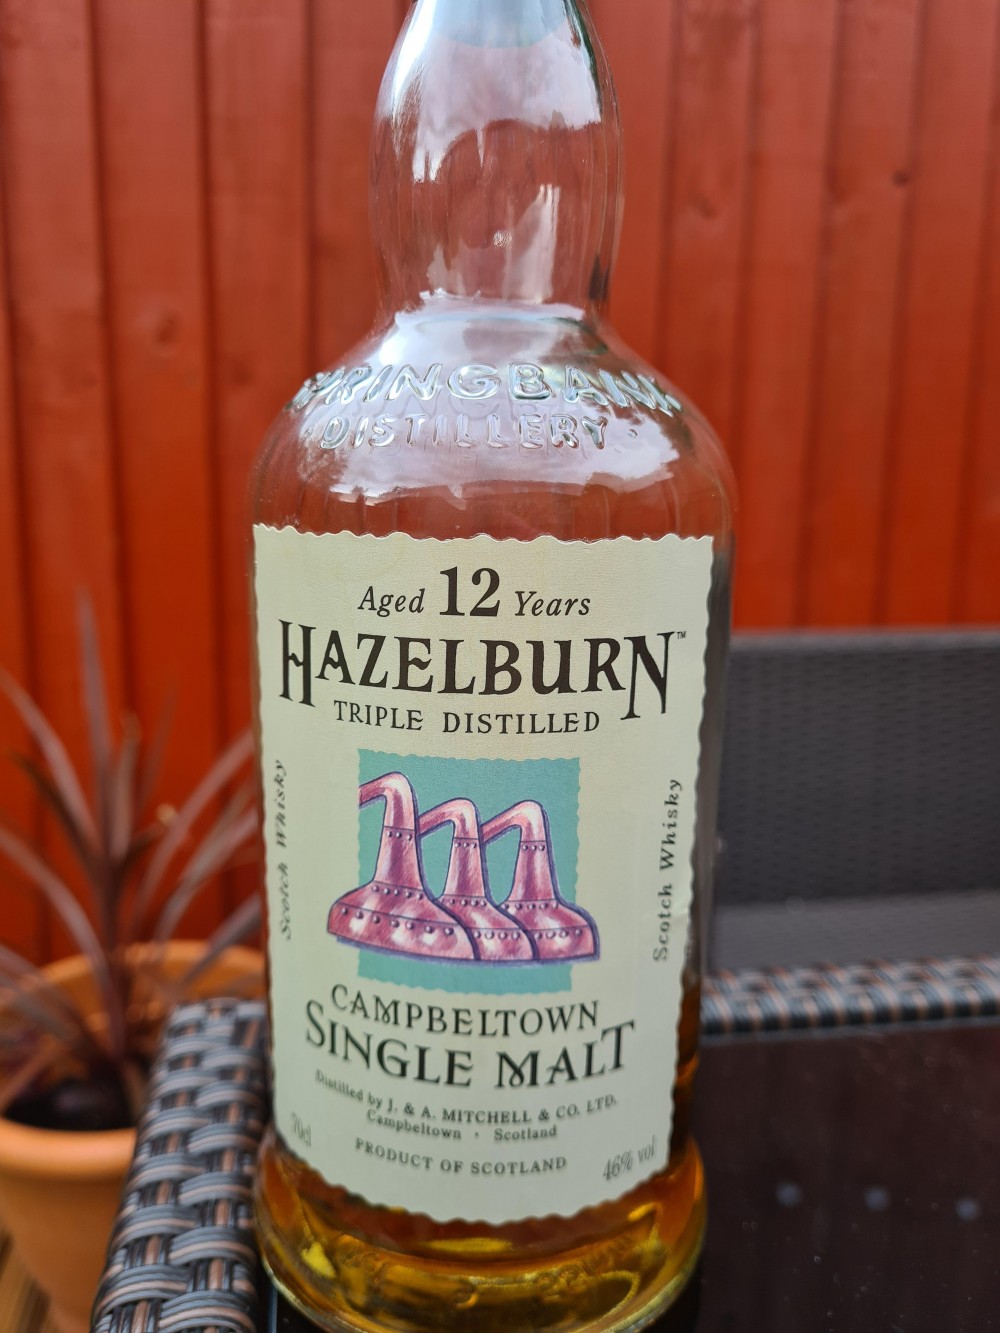 SPRINGBANK
· DISTILLERY ·
Aged 12 Years
HAZELBURN™
TRIPLE DISTILLED
Scotch Whisky
Scotch Whisky
CAMPBELTOWN
SINGLE MALT
Distilled by J. & A. MITCHELL & CO. LTD.
Campbeltown · Scotland
70cl
PRODUCT OF SCOTLAND
46% vol